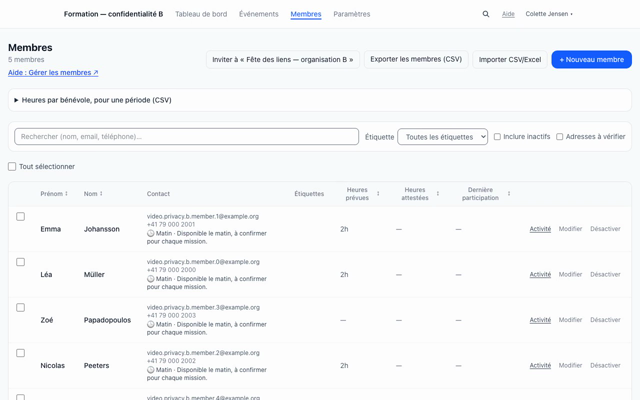 Formation — confidentialité B
Tableau de bord
Événements
Membres
Paramètres
Aide
Colette Jensen
Membres
5 membres
Aide : Gérer les membres ↗
Inviter à « Fête des liens — organisation B »
Exporter les membres (CSV)
Importer CSV/Excel
+ Nouveau membre
Heures par bénévole, pour une période (CSV)
Rechercher (nom, email, téléphone)...
Étiquette
Toutes les étiquettes
Inclure inactifs
Adresses à vérifier
Tout sélectionner
Prénom
Nom
Contact
Étiquettes
Heures prévues
Heures attestées
Dernière participation
Emma
Johansson
video.privacy.b.member.1@example.org
+41 79 000 2001
Matin · Disponible le matin, à confirmer
pour chaque mission.
2h
—
—
Activité
Modifier
Désactiver
Léa
Müller
video.privacy.b.member.0@example.org
+41 79 000 2000
Matin · Disponible le matin, à confirmer
pour chaque mission.
2h
—
—
Activité
Modifier
Désactiver
Zoé
Papadopoulos
video.privacy.b.member.3@example.org
+41 79 000 2003
Matin · Disponible le matin, à confirmer
pour chaque mission.
—
—
—
Activité
Modifier
Désactiver
Nicolas
Peeters
video.privacy.b.member.2@example.org
+41 79 000 2002
Matin · Disponible le matin, à confirmer
pour chaque mission.
2h
—
—
Activité
Modifier
Désactiver
video.privacy.b.member.4@example.org